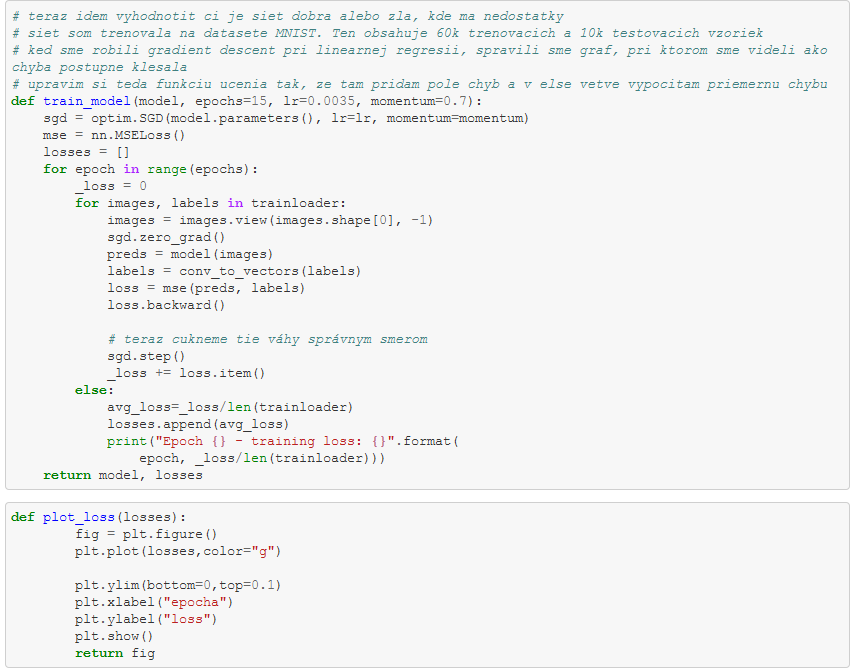 # teraz idem vyhodnotit ci je siet dobra alebo zla, kde ma nedostatky
# siet som trenovala na datasete MNIST. Ten obsahuje 60k trenovacich a 10k testovacich vzoriek
# ked sme robili gradient descent pri linearnej regresii, spravili sme graf, pri ktorom sme videli ako
chyba postupne klesala
# upravim si teda funkciu ucenia tak, ze tam pridam pole chyb a v else vetve vypocitam priemernu chybu
def train_model(model, epochs=15, lr=0.0035, momentum=0.7):
    sgd = optim.SGD(model.parameters(), lr=lr, momentum=momentum)
    mse = nn.MSELoss()
    losses = []
    for epoch in range(epochs):
        _loss = 0
        for images, labels in trainloader:
            images = images.view(images.shape[0], -1)
            sgd.zero_grad()
            preds = model(images)
            labels = conv_to_vectors(labels)
            loss = mse(preds, labels)
            loss.backward()

            # teraz cukneme tie váhy správnym smerom
            sgd.step()
            _loss += loss.item()
        else:
            avg_loss=_loss/len(trainloader)
            losses.append(avg_loss)
            print("Epoch {} - training loss: {}".format(
                epoch, _loss/len(trainloader)))
    return model, losses

def plot_loss(losses):
        fig = plt.figure()
        plt.plot(losses,color="g")

        plt.ylim(bottom=0,top=0.1)
        plt.xlabel("epocha")
        plt.ylabel("loss")
        plt.show()
        return fig